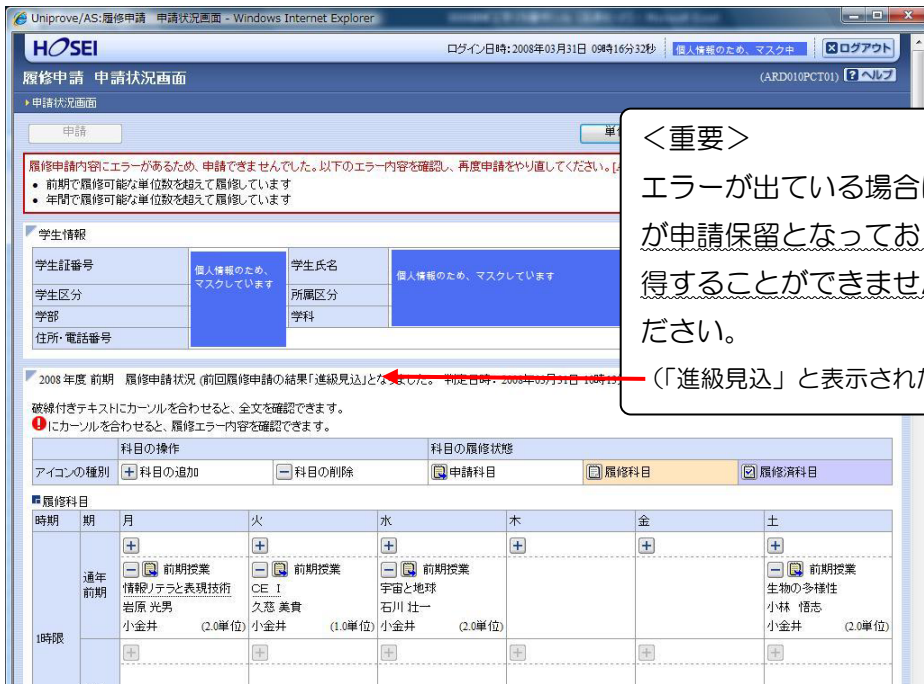 Uniprove/AS:履修申請 申請状況画面 - Windows Internet Explorer
HOSEI
ログイン日時:2008年03月31日 09時16分32秒
個人情報のため、マスク中
ログアウト
履修申請 申請状況画面
(ARD010PCT01)
ヘルプ
申請状況画面
申請
単
履修申請内容にエラーがあるため、申請できませんでした。以下のエラー内容を確認し、再度申請をやり直してください。
• 前期で履修可能な単位数を超えて履修しています
• 年間で履修可能な単位数を超えて履修しています
<重要>
エラーが出ている場合
が申請保留となってお
得することができませ
ださい。
(「進級見込」と表示された
学生情報
学生証番号
個人情報のため、
マスクしています
学生氏名
個人情報のため、マスクしています
学生区分
所属区分
学部
学科
住所・電話番号
2008 年度 前期 履修申請状況 (前回履修申請の結果「進級見込」となりました。 判定日時: 2008年03月31日
破線付きテキストにカーソルを合わせると、全文を確認できます。
にカーソルを合わせると、履修エラー内容を確認できます。
科目の操作 科目の履修状態
アイコンの種別 科目の追加 科目の削除 申請科目 履修科目 履修済科目
履修科目
時期 期 月 火 水 木 金 土
1時限
通年
前期
前期授業 前期授業 前期授業 前期授業
情報リテラと表現技術 CE I 宇宙と地球 生物の多様性
岩原 光男 久慈 美貴 石川 壮一 小林 悟志
小金井 (2.0単位) 小金井 (1.0単位) 小金井 (2.0単位) 小金井 (2.0単位)